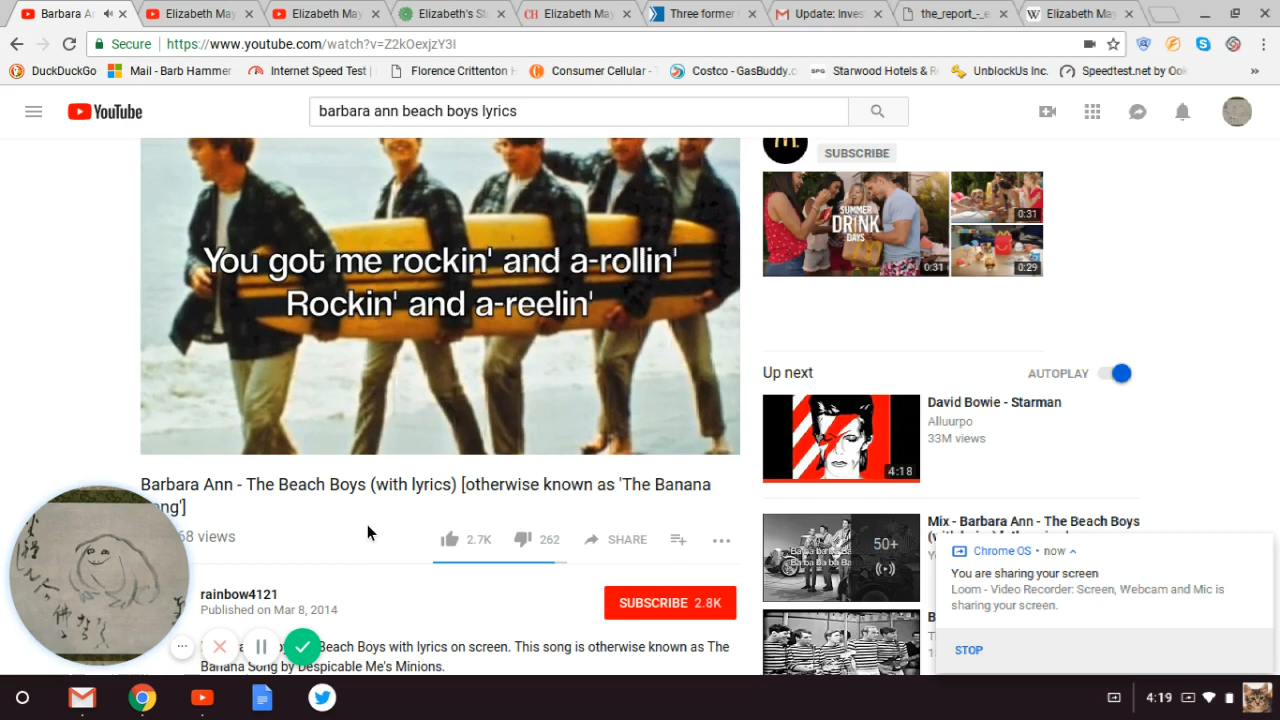 Barbara A
Elizabeth May
Elizabeth May
Elizabeth's St
CH Elizabeth May
Three former
Update: Inves
the_report_-_e
W Elizabeth May
Secure
https://www.youtube.com/watch?v=Z2kOexjzY3I
DuckDuckGo
Mail - Barb Hammer
Internet Speed Test |
Florence Crittenton H
Consumer Cellular -
Costco - GasBuddy.c
SPG Starwood Hotels & R
UnblockUs Inc.
Speedtest.net by Ook
YouTube
barbara ann beach boys lyrics
You got me rockin' and a-rollin'
Rockin' and a-reelin'
SUBSCRIBE
SUMMER
DRINK
DAYS
0:31
0:31
0:29
Up next
AUTOPLAY
David Bowie - Starman
Alluurpo
33M views
4:18
Barbara Ann - The Beach Boys (with lyrics) [otherwise known as 'The Banana
ong']
68 views
2.7K
262
SHARE
Mix - Barbara Ann - The Beach Boys
50+
rainbow4121
Published on Mar 8, 2014
SUBSCRIBE 2.8K
Beach Boys with lyrics on screen. This song is otherwise known as The
Banana Song by Despicable Me's Minions.
Chrome OS • now
You are sharing your screen
Loom - Video Recorder: Screen, Webcam and Mic is
sharing your screen.
STOP
4:19